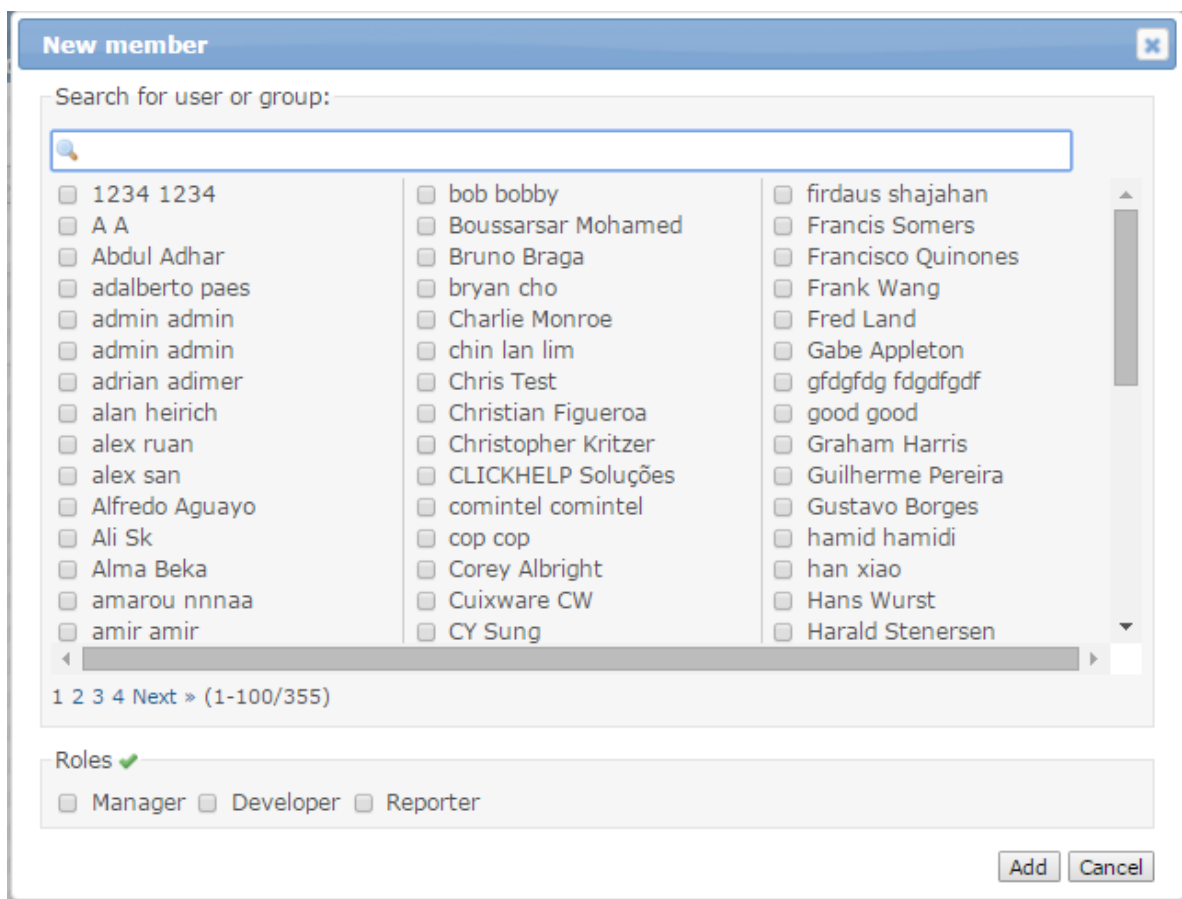 New member
Search for user or group:
1234 1234
A A
Abdul Adhar
adalberto paes
admin admin
admin admin
adrian adimer
alan heirich
alex ruan
alex san
Alfredo Aguayo
Ali Sk
Alma Beka
amarou nnnaa
amir amir
bob bobby
Boussarsar Mohamed
Bruno Braga
bryan cho
Charlie Monroe
chin lan lim
Chris Test
Christian Figueroa
Christopher Kritzer
CLICKHELP Soluções
comintel comintel
cop cop
Corey Albright
Cuixware CW
CY Sung
firdaus shajahan
Francis Somers
Francisco Quinones
Frank Wang
Fred Land
Gabe Appleton
gfdgfdg fdgdfgdf
good good
Graham Harris
Guilherme Pereira
Gustavo Borges
hamid hamidi
han xiao
Hans Wurst
Harald Stenersen
1 2 3 4 Next » (1-100/355)
Roles
Manager Developer Reporter
Add Cancel